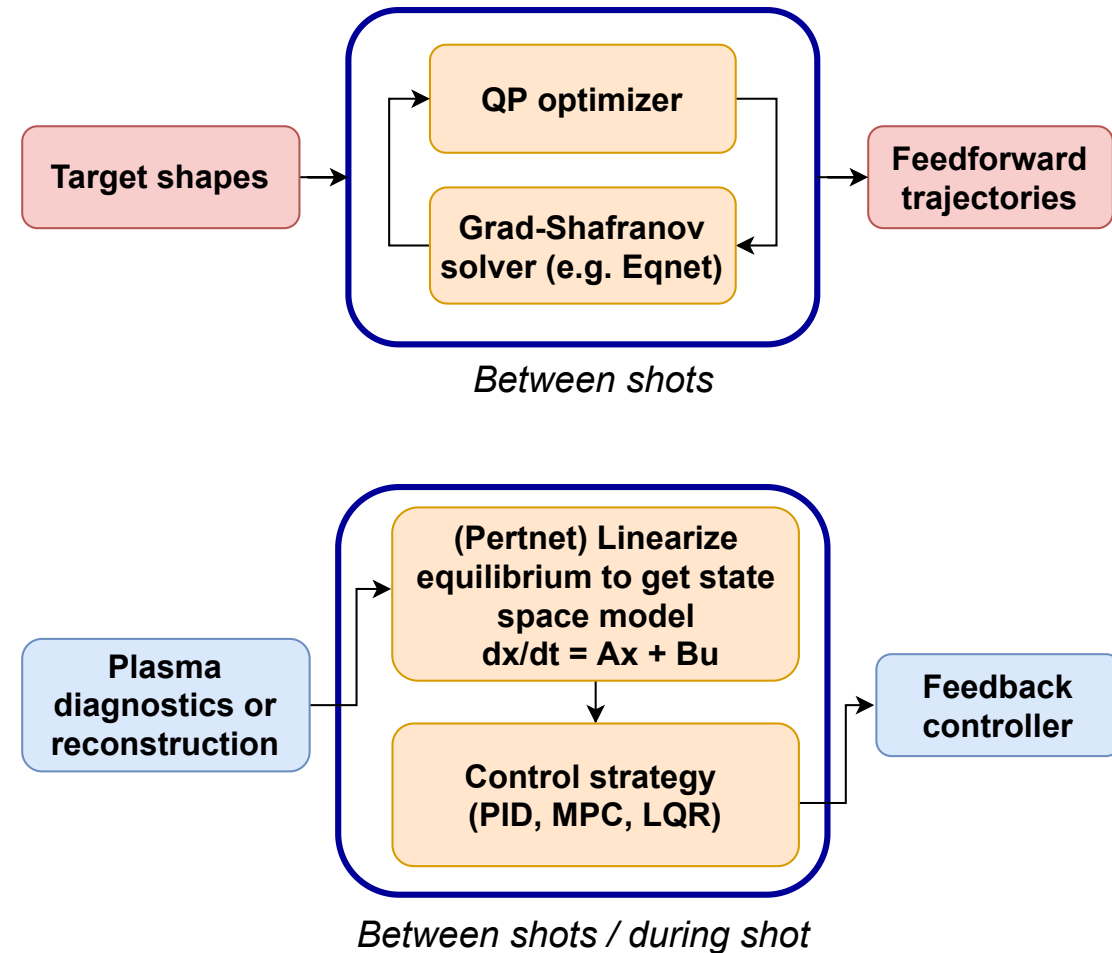 QP optimizer
Target shapes
Feedforward
trajectories
Grad-Shafranov
solver (e.g. Eqnet)
Between shots
(Pertnet) Linearize
equilibrium to get state
space model
dx/dt = Ax + Bu
Plasma
diagnostics or
reconstruction
Feedback
controller
Control strategy
(PID, MPC, LQR)
Between shots / during shot